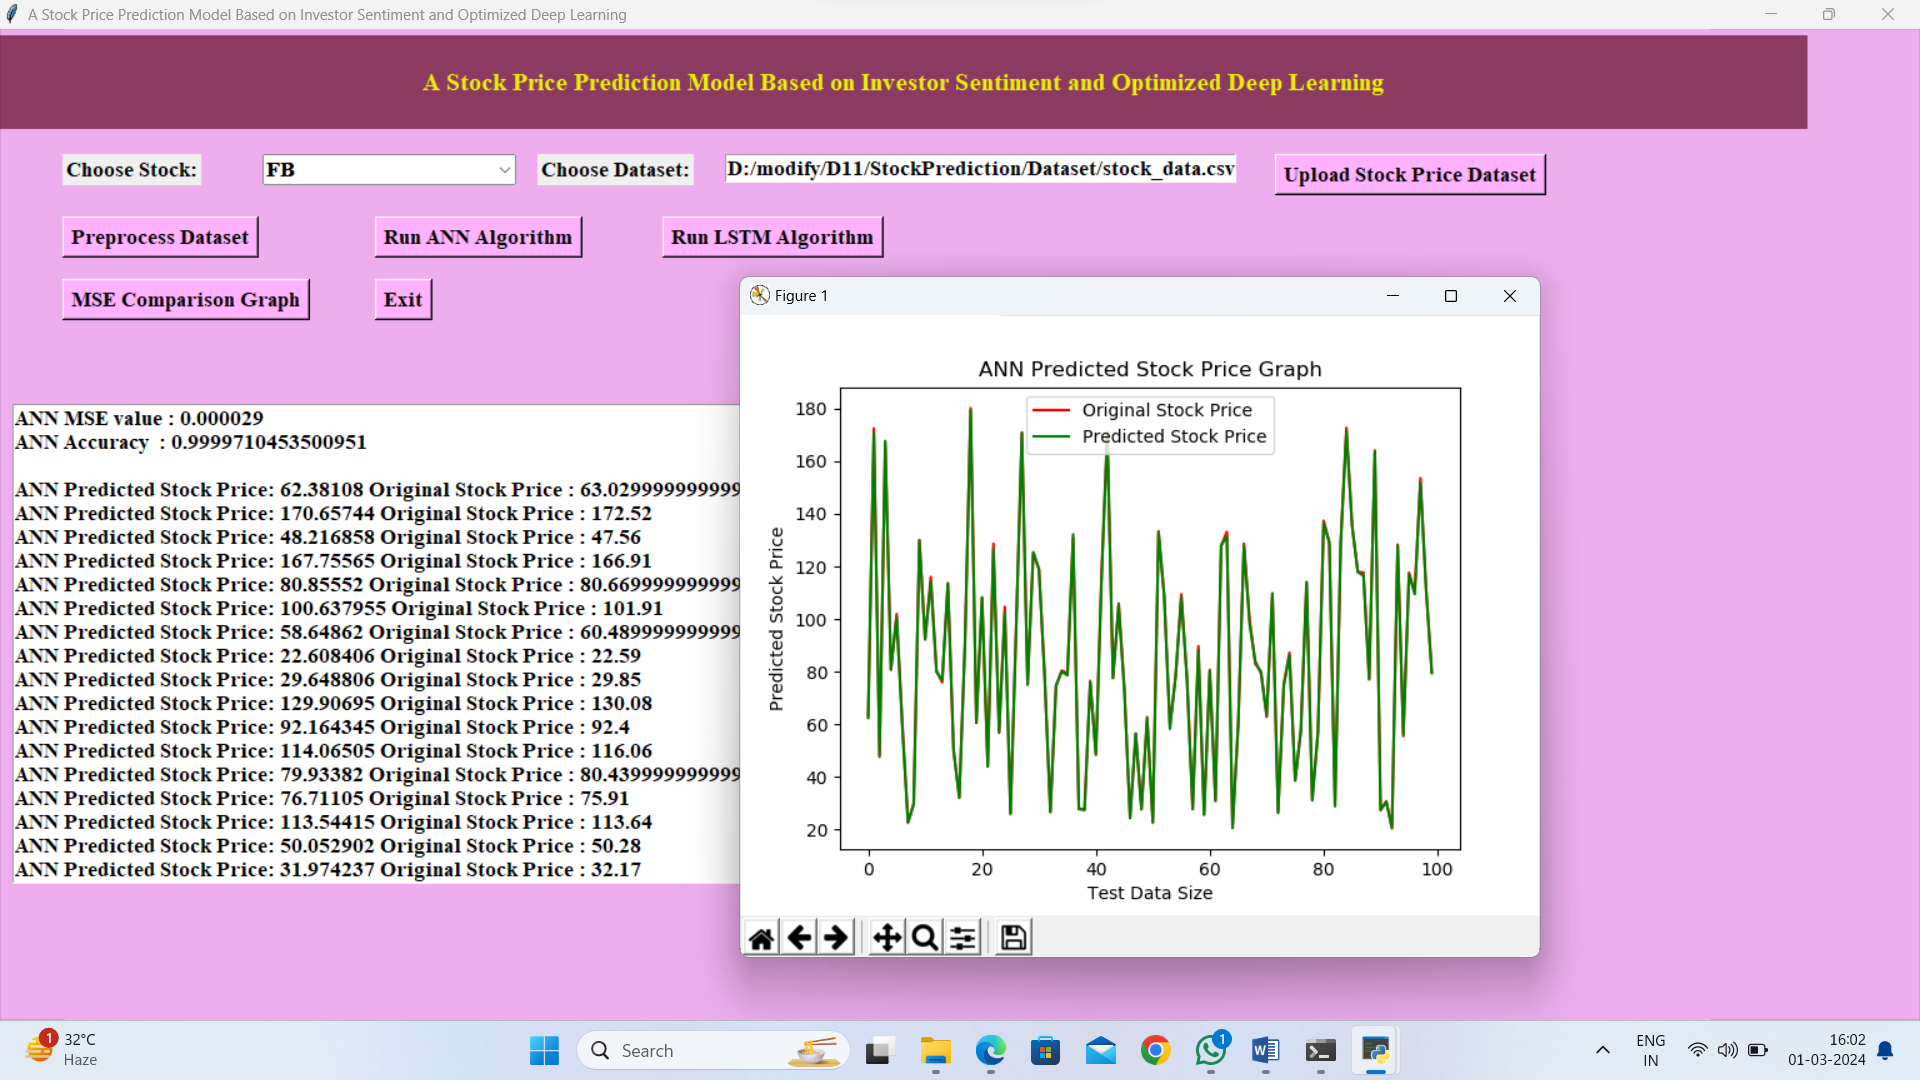 A Stock Price Prediction Model Based on Investor Sentiment and Optimized Deep Learning
A Stock Price Prediction Model Based on Investor Sentiment and Optimized Deep Learning
Choose Stock: FB Choose Dataset: D:/modify/D11/StockPrediction/Dataset/stock_data.csv Upload Stock Price Dataset
Preprocess Dataset Run ANN Algorithm Run LSTM Algorithm
MSE Comparison Graph Exit
ANN MSE value : 0.000029
ANN Accuracy : 0.9999710453500951
ANN Predicted Stock Price: 62.38108 Original Stock Price : 63.029999999999
ANN Predicted Stock Price: 170.65744 Original Stock Price : 172.52
ANN Predicted Stock Price: 48.216858 Original Stock Price : 47.56
ANN Predicted Stock Price: 167.75565 Original Stock Price : 166.91
ANN Predicted Stock Price: 80.85552 Original Stock Price : 80.669999999999
ANN Predicted Stock Price: 100.637955 Original Stock Price : 101.91
ANN Predicted Stock Price: 58.64862 Original Stock Price : 60.489999999999
ANN Predicted Stock Price: 22.608406 Original Stock Price : 22.59
ANN Predicted Stock Price: 29.648806 Original Stock Price : 29.85
ANN Predicted Stock Price: 129.90695 Original Stock Price : 130.08
ANN Predicted Stock Price: 92.164345 Original Stock Price : 92.4
ANN Predicted Stock Price: 114.06505 Original Stock Price : 116.06
ANN Predicted Stock Price: 79.93382 Original Stock Price : 80.439999999999
ANN Predicted Stock Price: 76.71105 Original Stock Price : 75.91
ANN Predicted Stock Price: 113.54415 Original Stock Price : 113.64
ANN Predicted Stock Price: 50.052902 Original Stock Price : 50.28
ANN Predicted Stock Price: 31.974237 Original Stock Price : 32.17
Figure 1
ANN Predicted Stock Price Graph
Original Stock Price
Predicted Stock Price
Predicted Stock Price
180
160
140
120
100
80
60
40
20
0 20 40 60 80 100
Test Data Size
1
32°C
Haze
Search
1
ENG
IN
16:02
01-03-2024